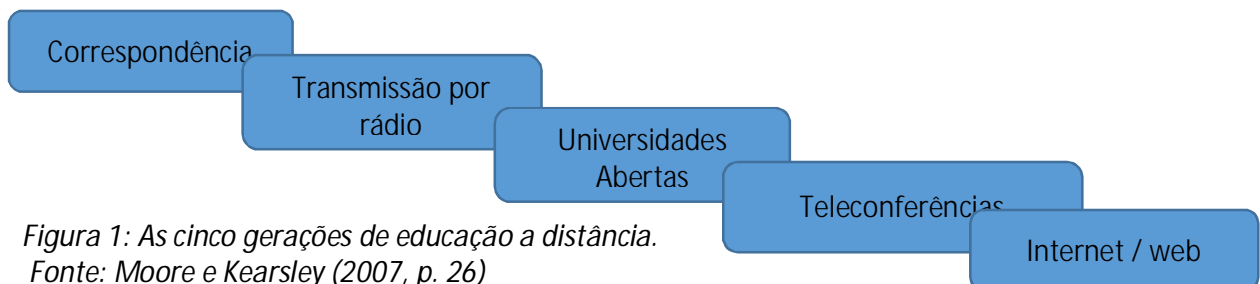 Correspondência
Transmissão por
rádio
Universidades
Abertas
Teleconferências
Internet / web
Figura 1: As cinco gerações de educação a distância.
Fonte: Moore e Kearsley (2007, p. 26)